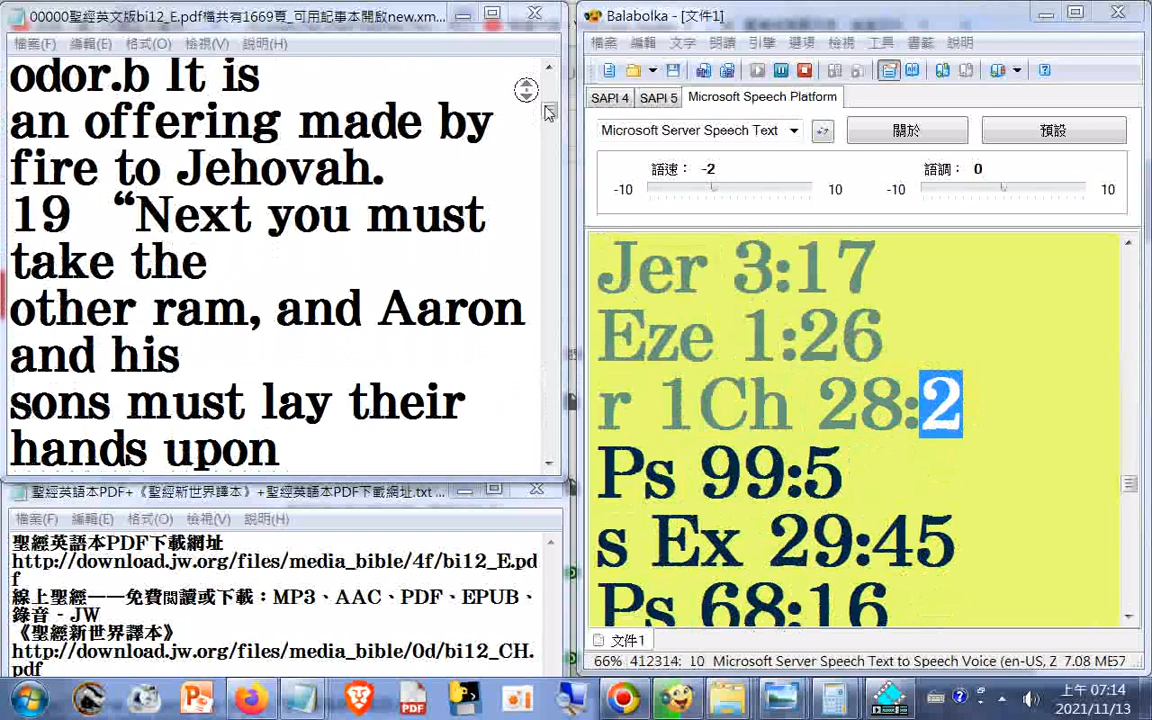 00000聖經英文版bi12_E.pdf檔共有1669頁_可用記事本開啟new.xm...
檔案(F) 編輯(E) 格式(O) 檢視(V) 說明(H)
odor.b It is
an offering made by
fire to Jehovah.
19 “Next you must
take the
other ram, and Aaron
and his
sons must lay their
hands upon
聖經英語本PDF+《聖經新世界譯本》+聖經英語本PDF下載網址.txt ...
檔案(F) 編輯(E) 格式(O) 檢視(V) 說明(H)
聖經英語本PDF下載網址
http://download.jw.org/files/media_bible/4f/bi12_E.pd
f
線上聖經——免費閱讀或下載：MP3、AAC、PDF、EPUB、
錄音 - JW
《聖經新世界譯本》
http://download.jw.org/files/media_bible/0d/bi12_CH.
pdf
Balabolka - [文件1]
檔案 編輯 文字 朗讀 引擎 選項 檢視 工具 書籤 說明
SAPI 4 SAPI 5 Microsoft Speech Platform
Microsoft Server Speech Text 關於 預設
語速： -2 語調： 0
-10 10 -10 10
Jer 3:17
Eze 1:26
r 1Ch 28:2
Ps 99:5
s Ex 29:45
Ps 68:16
文件1
66% 412314: 10 Microsoft Server Speech Text to Speech Voice (en-US, Z 7.08 ME57
上午 07:14
2021/11/13